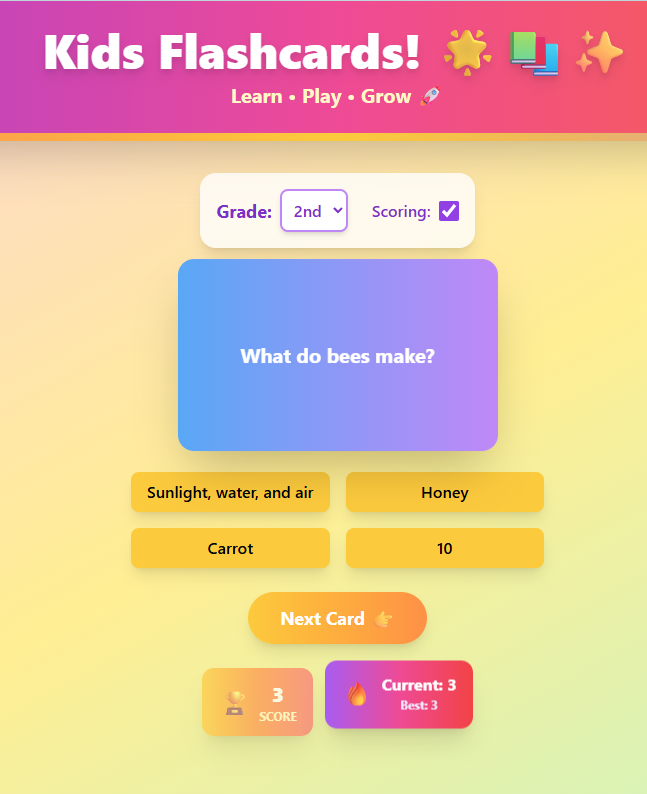 Kids Flashcards! 🌟 📚 ✨
Learn • Play • Grow 🚀
Grade: 2nd Scoring:
What do bees make?
Sunlight, water, and air
Honey
Carrot
10
Next Card 👉
3
SCORE
Current: 3
Best: 3